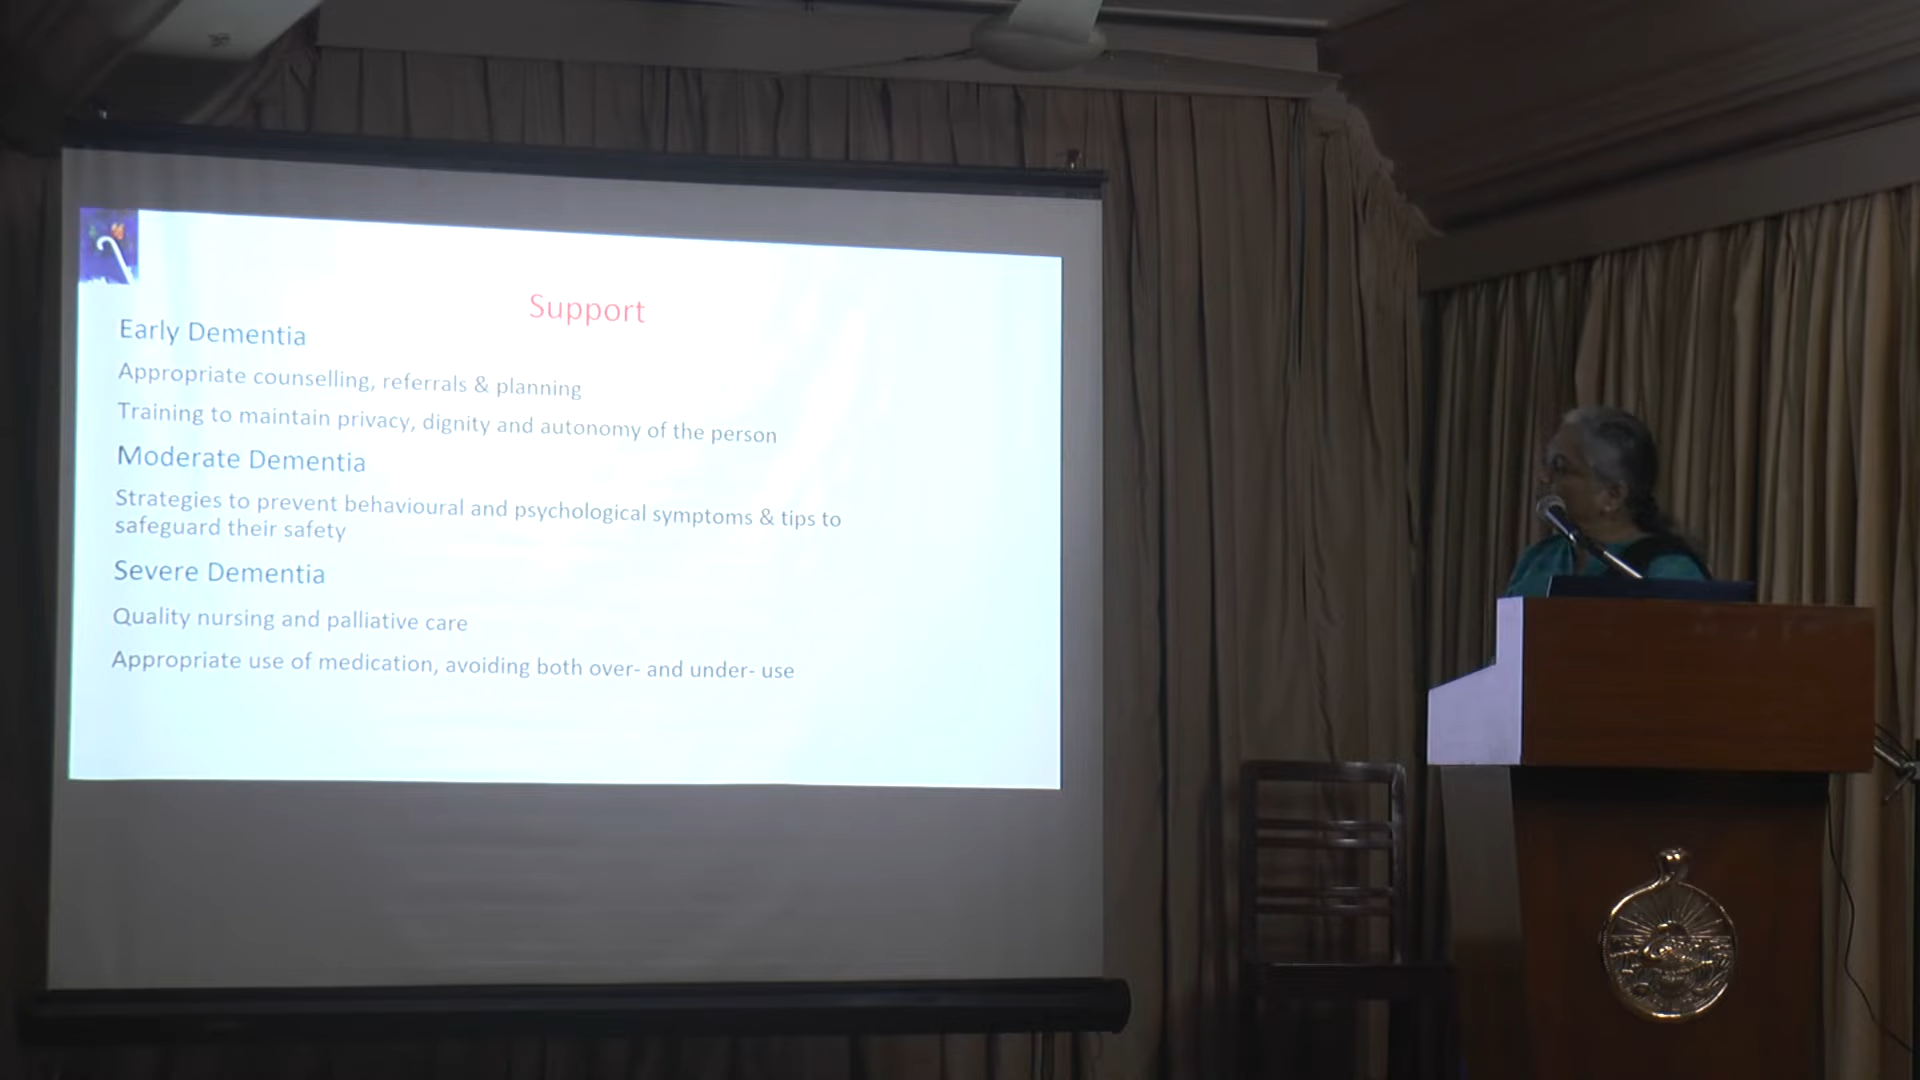 Support
Early Dementia
Appropriate counselling, referrals & planning
Training to maintain privacy, dignity and autonomy of the person
Moderate Dementia
Strategies to prevent behavioural and psychological symptoms & tips to
safeguard their safety
Severe Dementia
Quality nursing and palliative care
Appropriate use of medication, avoiding both over- and under- use